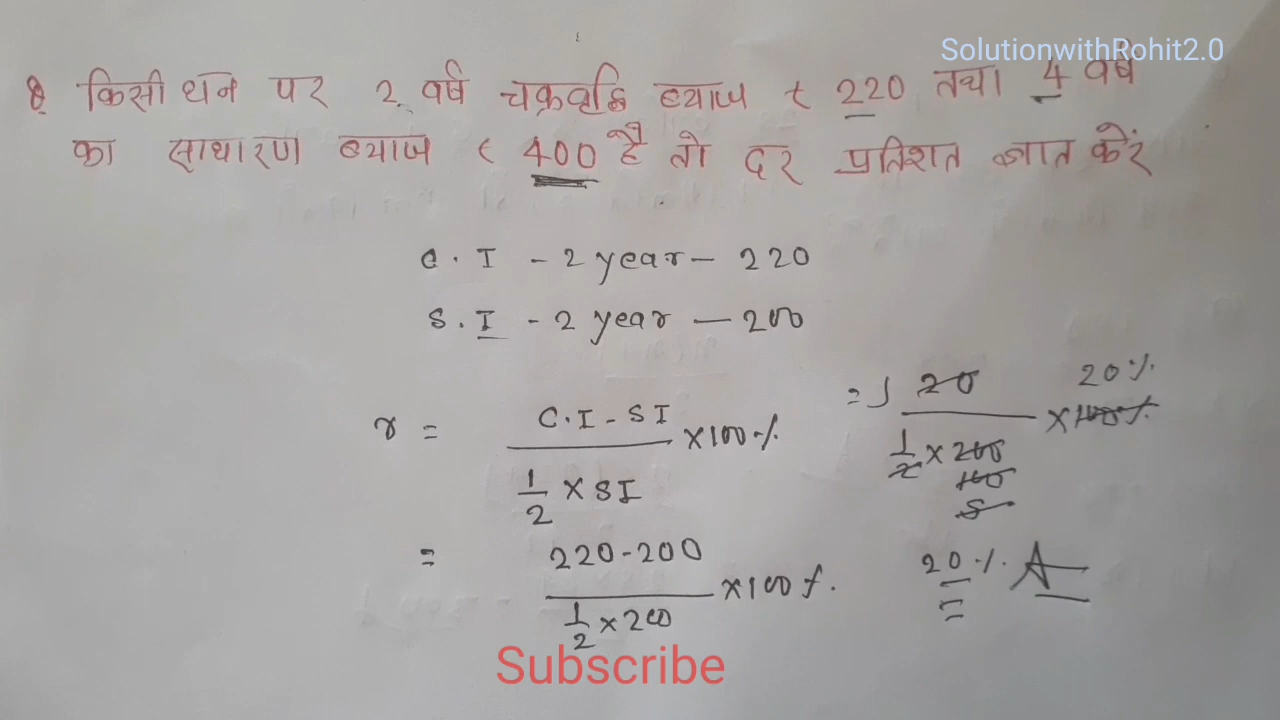 SolutionwithRohit2.0
किसी धन पर 2 वर्ष चक्रवृद्धि ब्याज ₹ 220 तथा 4 वर्ष
का साधारण ब्याज ₹ 400 है तो दर प्रतिशत ज्ञात करें
C.I - 2 year - 220
S.I - 2 year - 200
r = C.I - SI / 1/2 × SI × 100%
= 220-200 / 1/2 × 200 × 100%
= 20 / 1/2 × 200 × 100%
100
5
20%
20% A
Subscribe